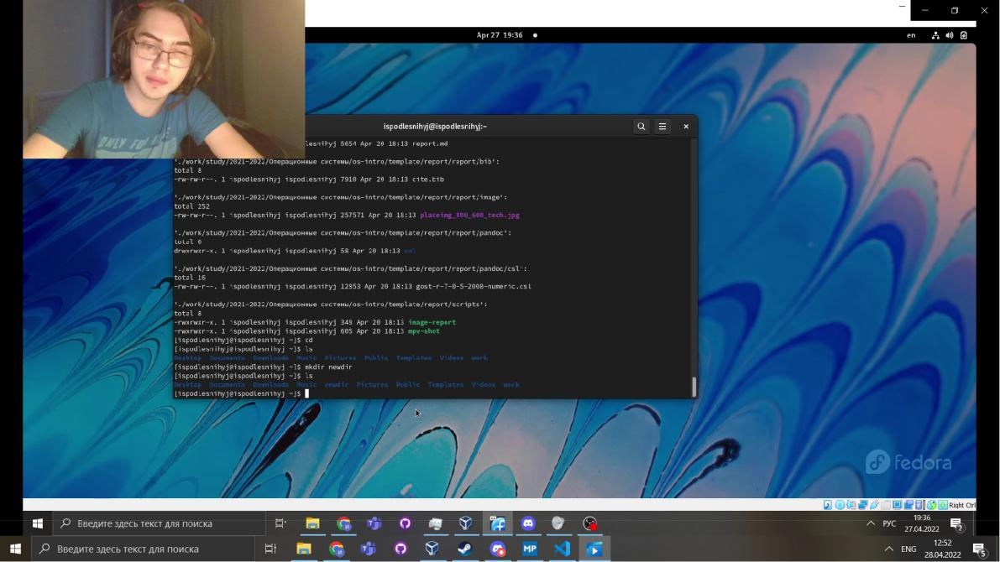 ONLY FOR
Apr 27 19:36
en
ispodlesnihyj@ispodlesnihyj:~
lesnihyj 5654 Apr 20 18:13 report.md
'./work/study/2021-2022/Операционные системы/os-intro/template/report/report/bib':
total 8
-rw-rw-r--. 1 ispodlesnihyj ispodlesnihyj 7910 Apr 20 18:13 cite.bib
'./work/study/2021-2022/Операционные системы/os-intro/template/report/report/image':
total 252
-rw-rw-r--. 1 ispodlesnihyj ispodlesnihyj 257571 Apr 20 18:13 placeimg_800_600_tech.jpg
'./work/study/2021-2022/Операционные системы/os-intro/template/report/report/pandoc':
total 0
drwxrwxr-x. 1 ispodlesnihyj ispodlesnihyj 58 Apr 20 18:13 csl
'./work/study/2021-2022/Операционные системы/os-intro/template/report/report/pandoc/csl':
total 16
-rw-rw-r--. 1 ispodlesnihyj ispodlesnihyj 12853 Apr 20 18:13 gost-r-7-0-5-2008-numeric.csl
'./work/study/2021-2022/Операционные системы/os-intro/template/report/scripts':
total 8
-rwxrwxr-x. 1 ispodlesnihyj ispodlesnihyj 348 Apr 20 18:13 image-report
-rwxrwxr-x. 1 ispodlesnihyj ispodlesnihyj 605 Apr 20 18:13 mpv-shot
[ispodlesnihyj@ispodlesnihyj ~]$ cd
[ispodlesnihyj@ispodlesnihyj ~]$ ls
Desktop Documents Downloads Music Pictures Public Templates Videos work
[ispodlesnihyj@ispodlesnihyj ~]$ mkdir newdir
[ispodlesnihyj@ispodlesnihyj ~]$ ls
Desktop Documents Downloads Music newdir Pictures Public Templates Videos work
[ispodlesnihyj@ispodlesnihyj ~]$
fedora
Right Ctrl
Введите здесь текст для поиска
РУС
19:36
27.04.2022
2
Введите здесь текст для поиска
MP
ENG
12:52
28.04.2022
5